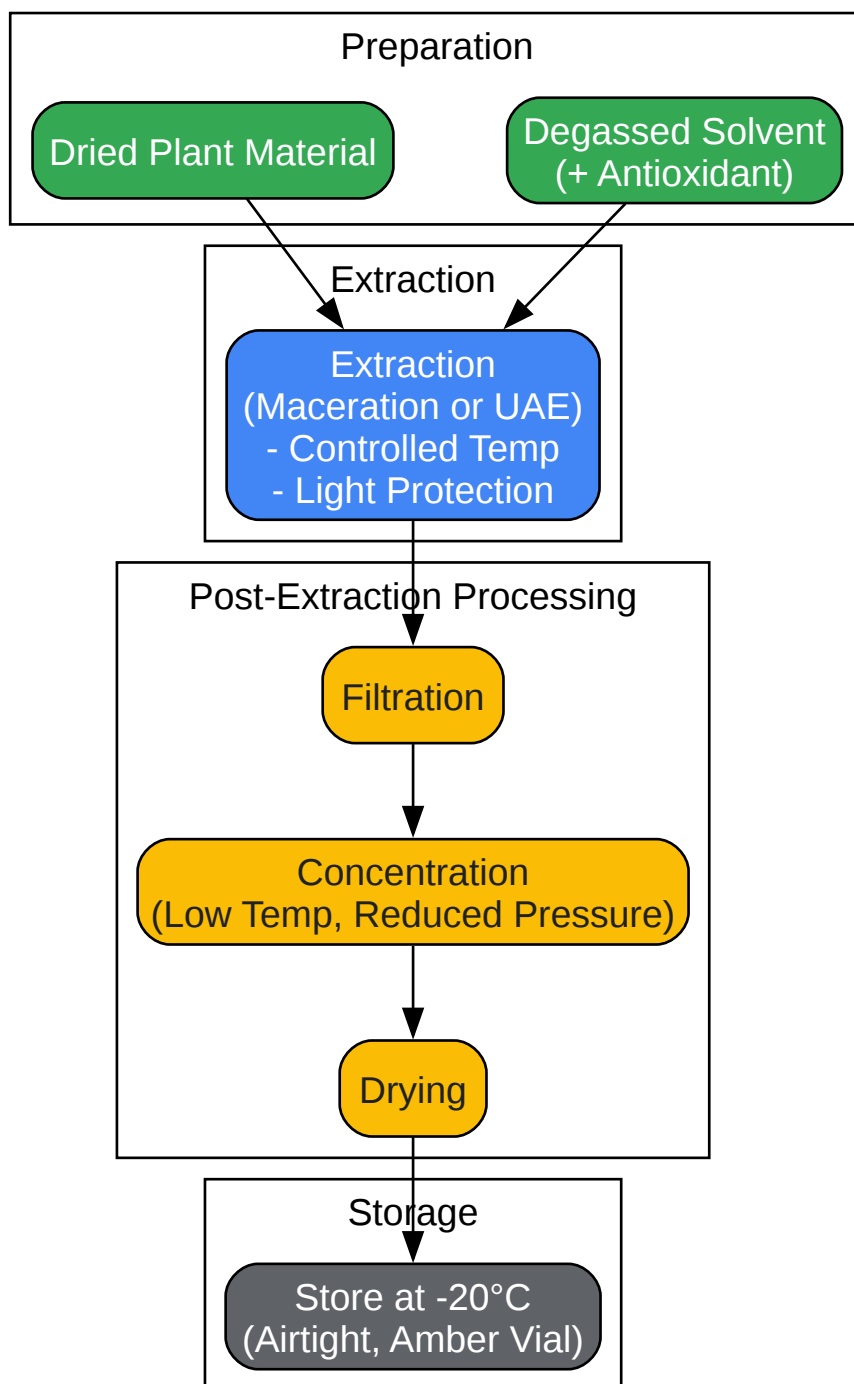 Preparation
Dried Plant Material
Degassed Solvent
(+ Antioxidant)
Extraction
Extraction
(Maceration or UAE)
- Controlled Temp
- Light Protection
Post-Extraction Processing
Filtration
Concentration
(Low Temp, Reduced Pressure)
Drying
Storage
Store at -20°C
(Airtight, Amber Vial)